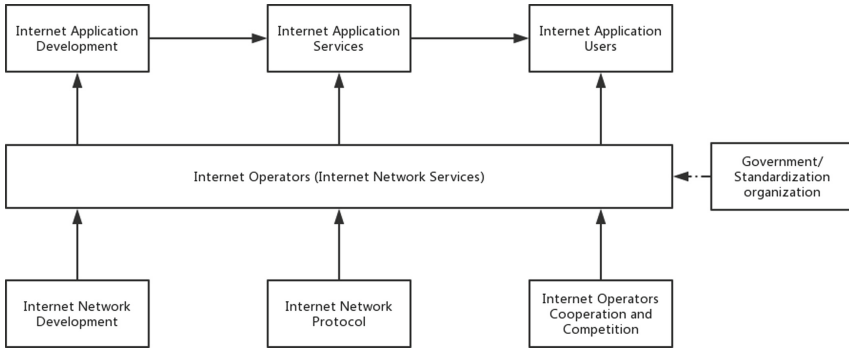 Internet Application
Development
Internet Application
Services
Internet Application
Users
Internet Operators (Internet Network Services)
Government/
Standardization
organization
Internet Network
Development
Internet Network
Protocol
Internet Operators
Cooperation and
Competition